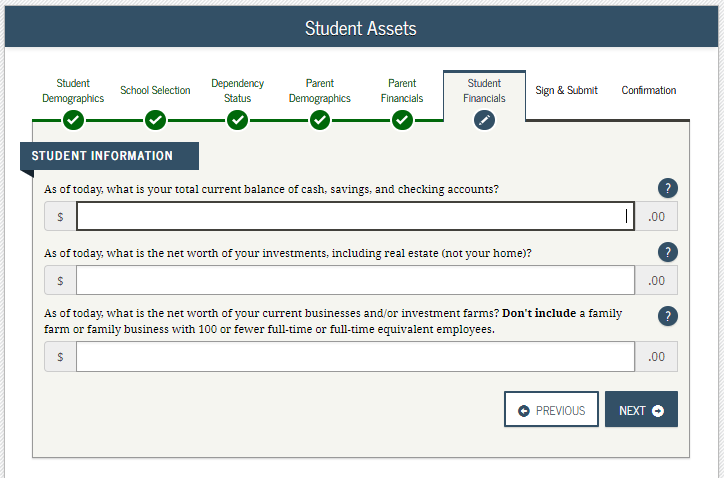 Student Assets
Student
Demographics
School Selection
Dependency
Status
Parent
Demographics
Parent
Financials
Student
Financials
Sign & Submit
Confirmation
STUDENT INFORMATION
As of today, what is your total current balance of cash, savings, and checking accounts?
?
$
.00
As of today, what is the net worth of your investments, including real estate (not your home)?
?
$
.00
As of today, what is the net worth of your current businesses and/or investment farms? Don't include a family
farm or family business with 100 or fewer full-time or full-time equivalent employees.
?
$
.00
PREVIOUS
NEXT